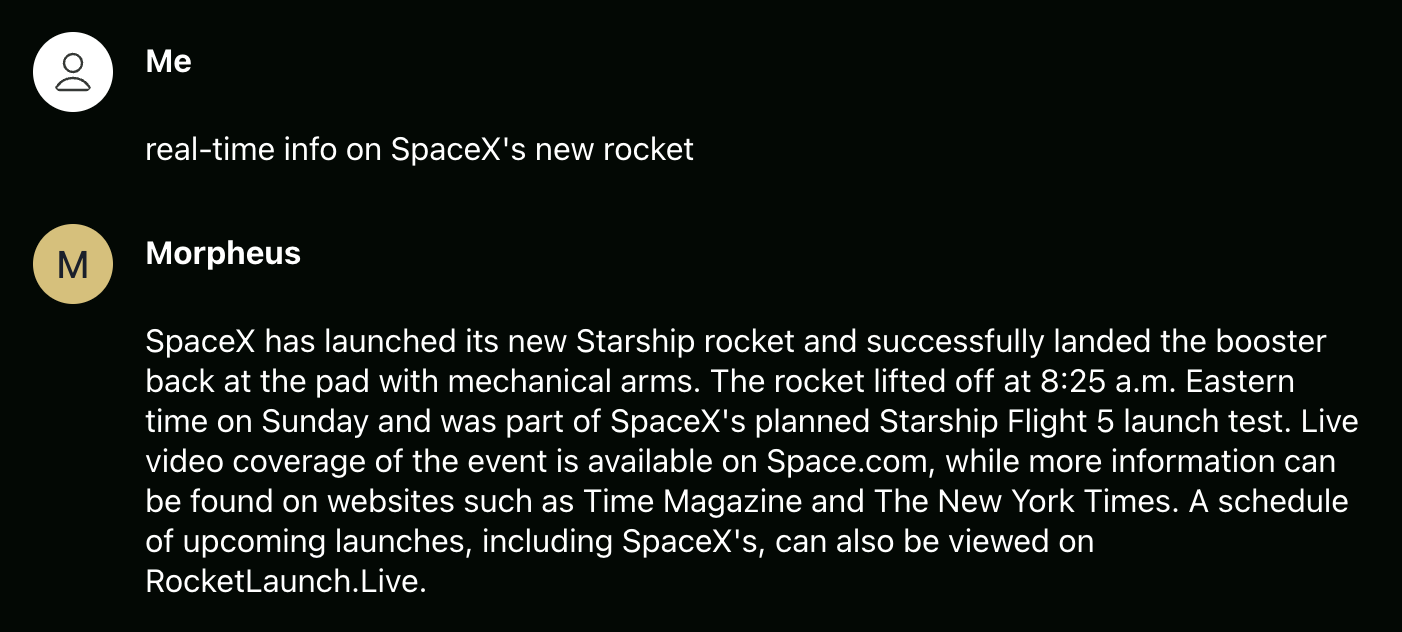 Me
real-time info on SpaceX's new rocket
M
Morpheus
SpaceX has launched its new Starship rocket and successfully landed the booster
back at the pad with mechanical arms. The rocket lifted off at 8:25 a.m. Eastern
time on Sunday and was part of SpaceX's planned Starship Flight 5 launch test. Live
video coverage of the event is available on Space.com, while more information can
be found on websites such as Time Magazine and The New York Times. A schedule
of upcoming launches, including SpaceX's, can also be viewed on
RocketLaunch.Live.